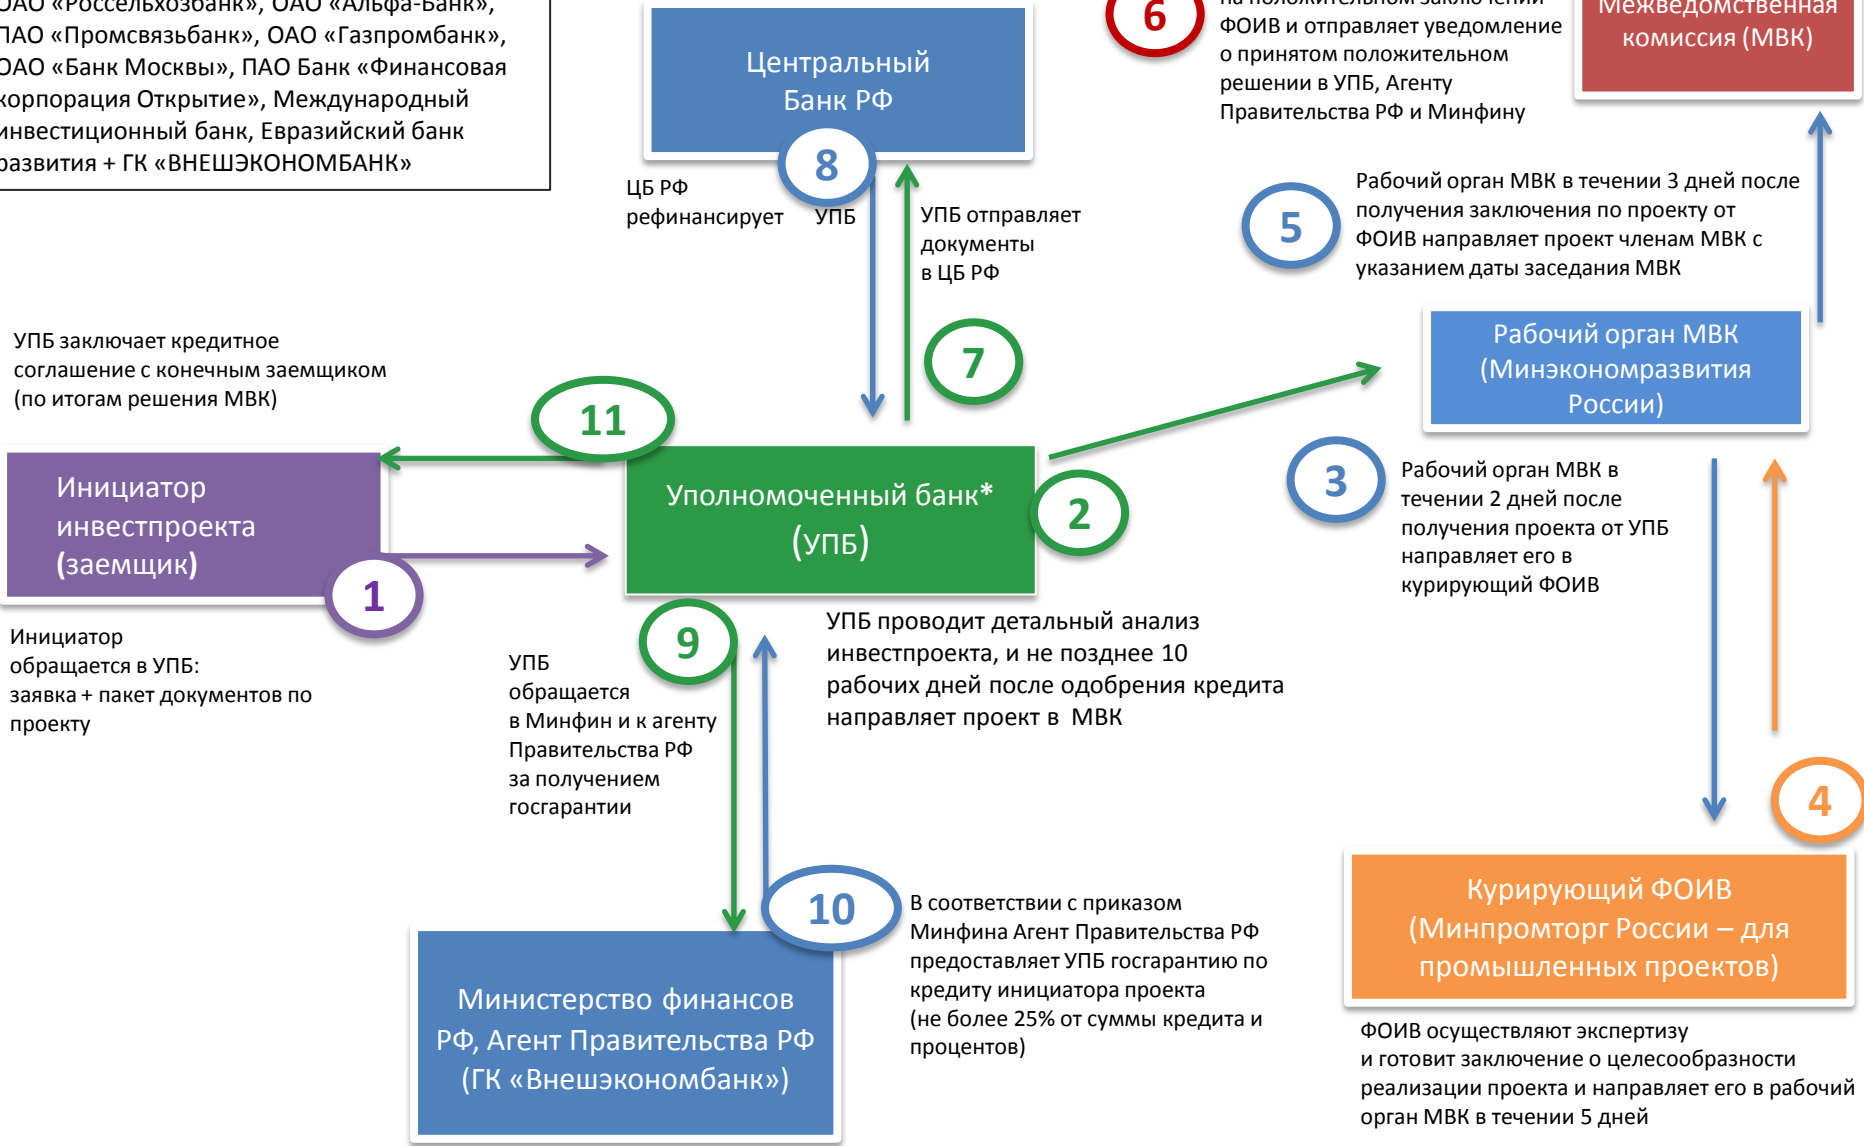 ОАО «Россельхозбанк», ОАО «Альфа-Банк»,
ПАО «Промсвязьбанк», ОАО «Газпромбанк»,
ОАО «Банк Москвы», ПАО Банк «Финансовая
корпорация Открытие», Международный
инвестиционный банк, Евразийский банк
развития + ГК «ВНЕШЭКОНОМБАНК»
Центральный
Банк РФ
8
ЦБ РФ
рефинансирует УПБ
УПБ отправляет
документы
в ЦБ РФ
7
6
на положительном заключении
ФОИВ и отправляет уведомление
о принятом положительном
решении в УПБ, Агенту
Правительства РФ и Минфину
Межведомственная
комиссия (МВК)
5
Рабочий орган МВК в течении 3 дней после
получения заключения по проекту от
ФОИВ направляет проект членам МВК с
указанием даты заседания МВК
Рабочий орган МВК
(Минэкономразвития
России)
УПБ заключает кредитное
соглашение с конечным заемщиком
(по итогам решения МВК)
11
Инициатор
инвестпроекта
(заемщик)
1
Инициатор
обращается в УПБ:
заявка + пакет документов по
проекту
Уполномоченный банк*
(УПБ)
2
УПБ проводит детальный анализ
инвестпроекта, и не позднее 10
рабочих дней после одобрения кредита
направляет проект в МВК
3
Рабочий орган МВК в
течении 2 дней после
получения проекта от УПБ
направляет его в
курирующий ФОИВ
9
УПБ
обращается
в Минфин и к агенту
Правительства РФ
за получением
госгарантии
10
В соответствии с приказом
Минфина Агент Правительства РФ
предоставляет УПБ госгарантию по
кредиту инициатора проекта
(не более 25% от суммы кредита и
процентов)
Министерство финансов
РФ, Агент Правительства РФ
(ГК «Внешэкономбанк»)
4
Курирующий ФОИВ
(Минпромторг России – для
промышленных проектов)
ФОИВ осуществляют экспертизу
и готовит заключение о целесообразности
реализации проекта и направляет его в рабочий
орган МВК в течении 5 дней